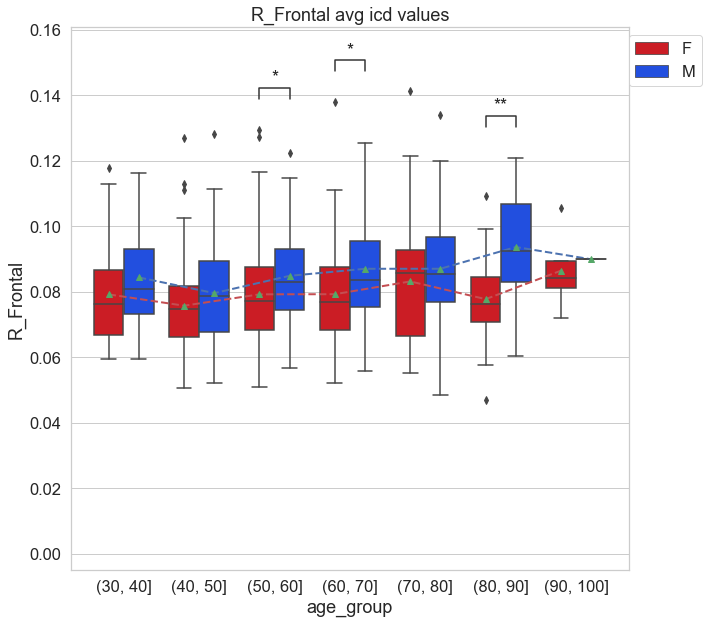 R_Frontal avg icd values
0.16
0.14
0.12
0.10
0.08
0.06
0.04
0.02
0.00
R_Frontal
*
*
**
F
M
(30, 40] (40, 50] (50, 60] (60, 70] (70, 80] (80, 90] (90, 100]
age_group